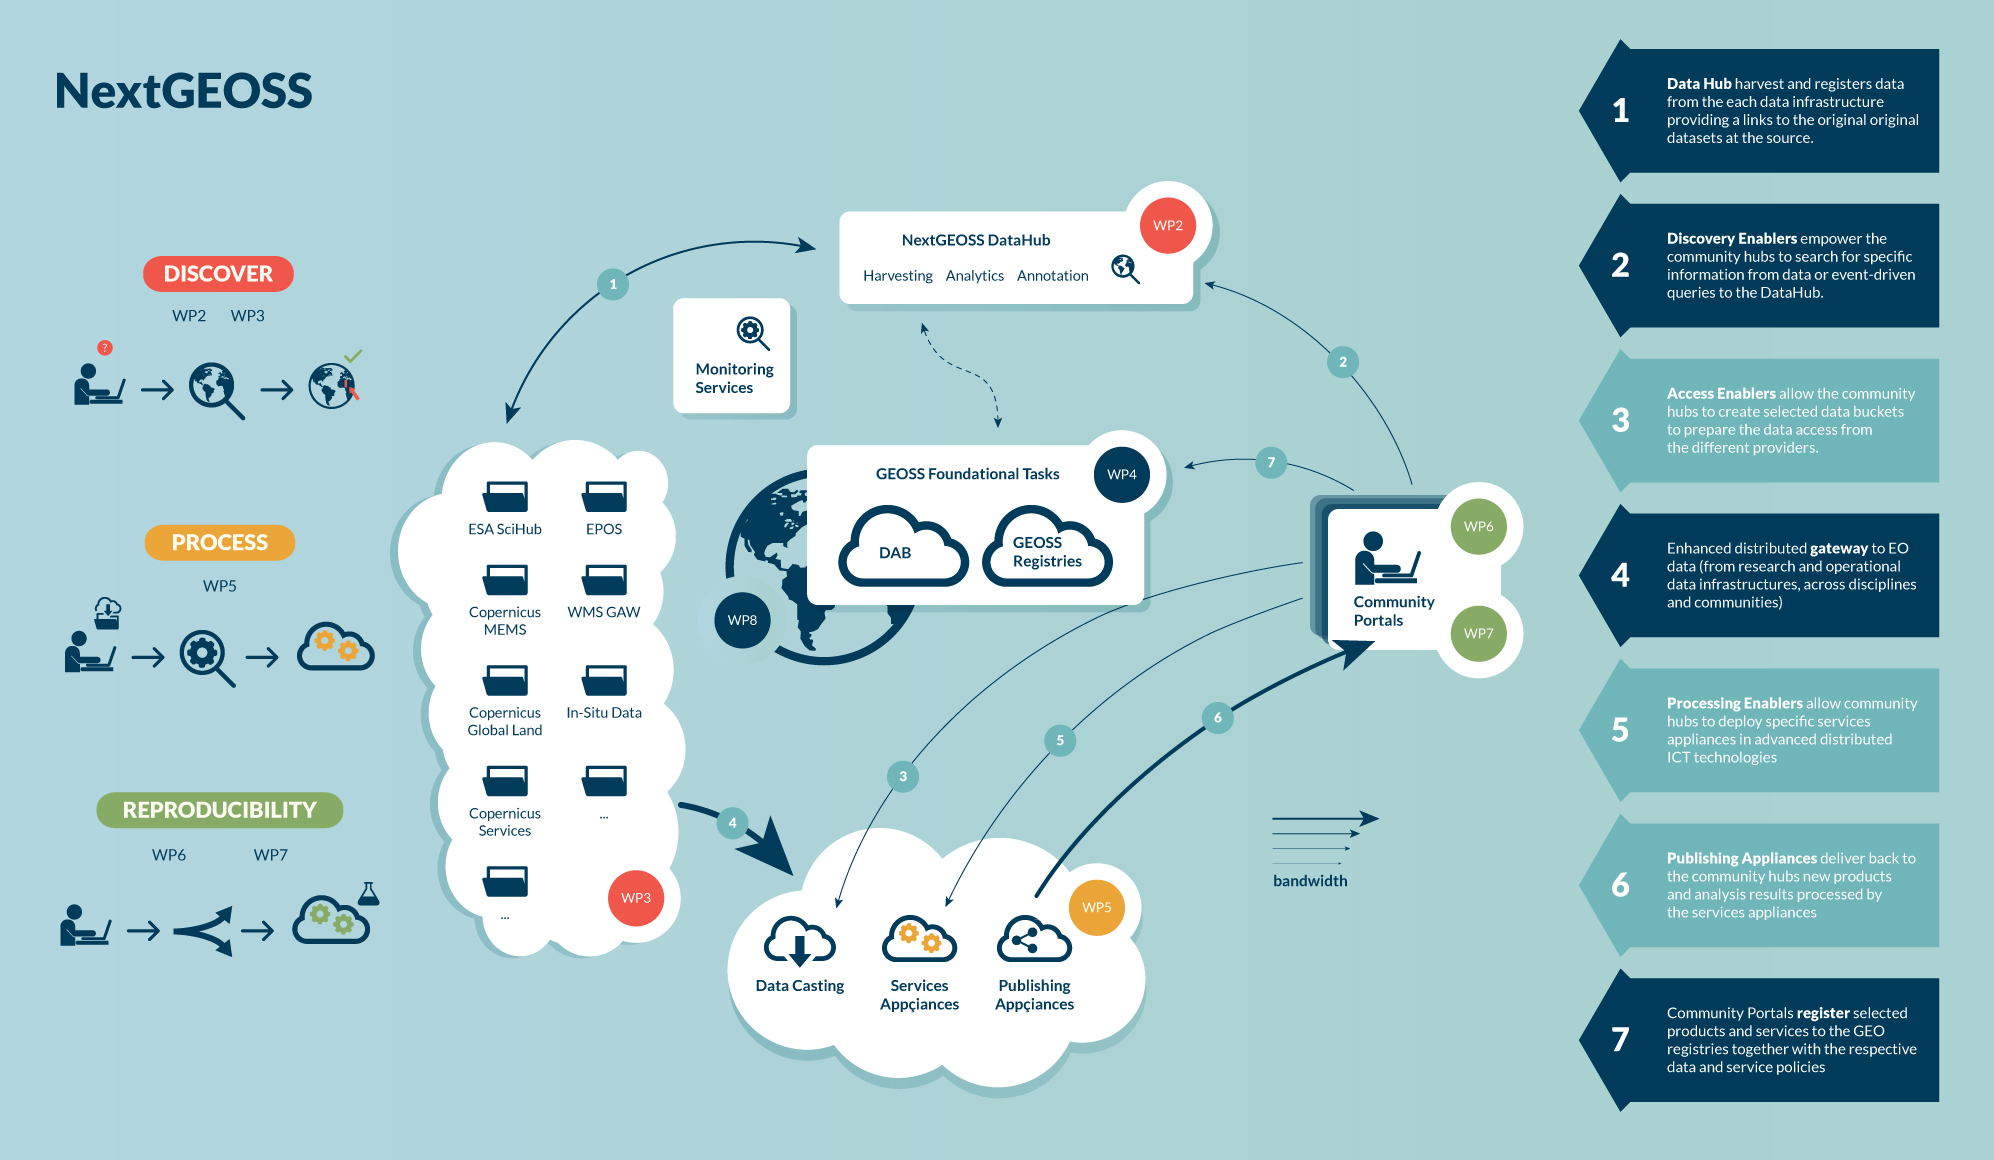 NextGEOSS
DISCOVER
WP2 WP3
?
PROCESS
WP5
REPRODUCIBILITY
WP6 WP7
NextGEOSS DataHub
Harvesting Analytics Annotation
WP2
1
Monitoring
Services
2
7
GEOSS Foundational Tasks
WP4
DAB
GEOSS
Registries
WP8
ESA SciHub
EPOS
Copernicus
MEMS
WMS GAW
Copernicus
Global Land
In-Situ Data
Copernicus
Services
...
...
WP3
WP6
Community
Portals
WP7
3
5
6
4
bandwidth
WP5
Data Casting
Services
Appçiances
Publishing
Appçiances
1
Data Hub harvest and registers data
from the each data infrastructure
providing a links to the original original
datasets at the source.
2
Discovery Enablers empower the
community hubs to search for specific
information from data or event-driven
queries to the DataHub.
3
Access Enablers allow the community
hubs to create selected data buckets
to prepare the data access from
the different providers.
4
Enhanced distributed gateway to EO
data (from research and operational
data infrastructures, across disciplines
and communities)
5
Processing Enablers allow community
hubs to deploy specific services
appliances in advanced distributed
ICT technologies
6
Publishing Appliances deliver back to
the community hubs new products
and analysis results processed by
the services appliances
7
Community Portals register selected
products and services to the GEO
registries together with the respective
data and service policies